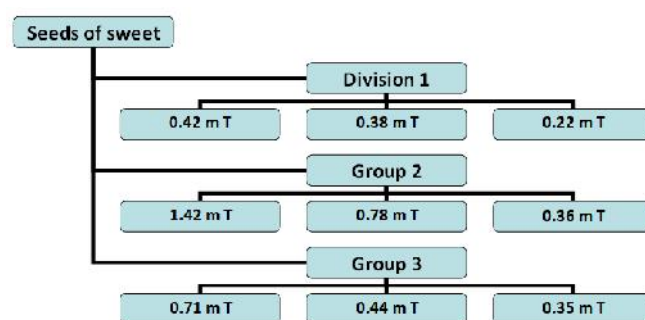 Seeds of sweet
Division 1
0.42 m T
0.38 m T
0.22 m T
Group 2
1.42 m T
0.78 m T
0.36 m T
Group 3
0.71 m T
0.44 m T
0.35 m T